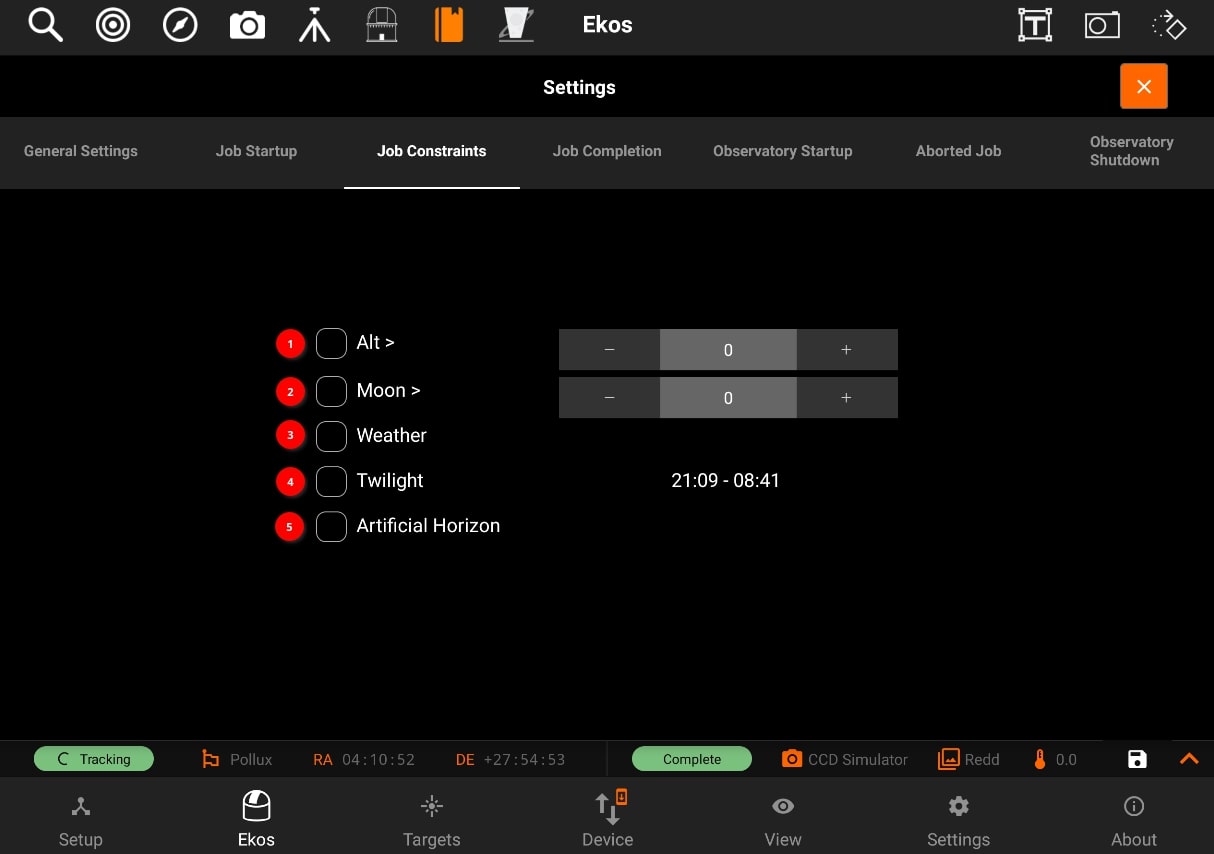 Ekos
Settings
General Settings
Job Startup
Job Constraints
Job Completion
Observatory Startup
Aborted Job
Observatory
Shutdown
1 Alt > − 0 +
2 Moon > − 0 +
3 Weather
4 Twilight 21:09 - 08:41
5 Artificial Horizon
Tracking Pollux RA 04:10:52 DE +27:54:53 Complete CCD Simulator Redd 0.0
Setup Ekos Targets Device View Settings About